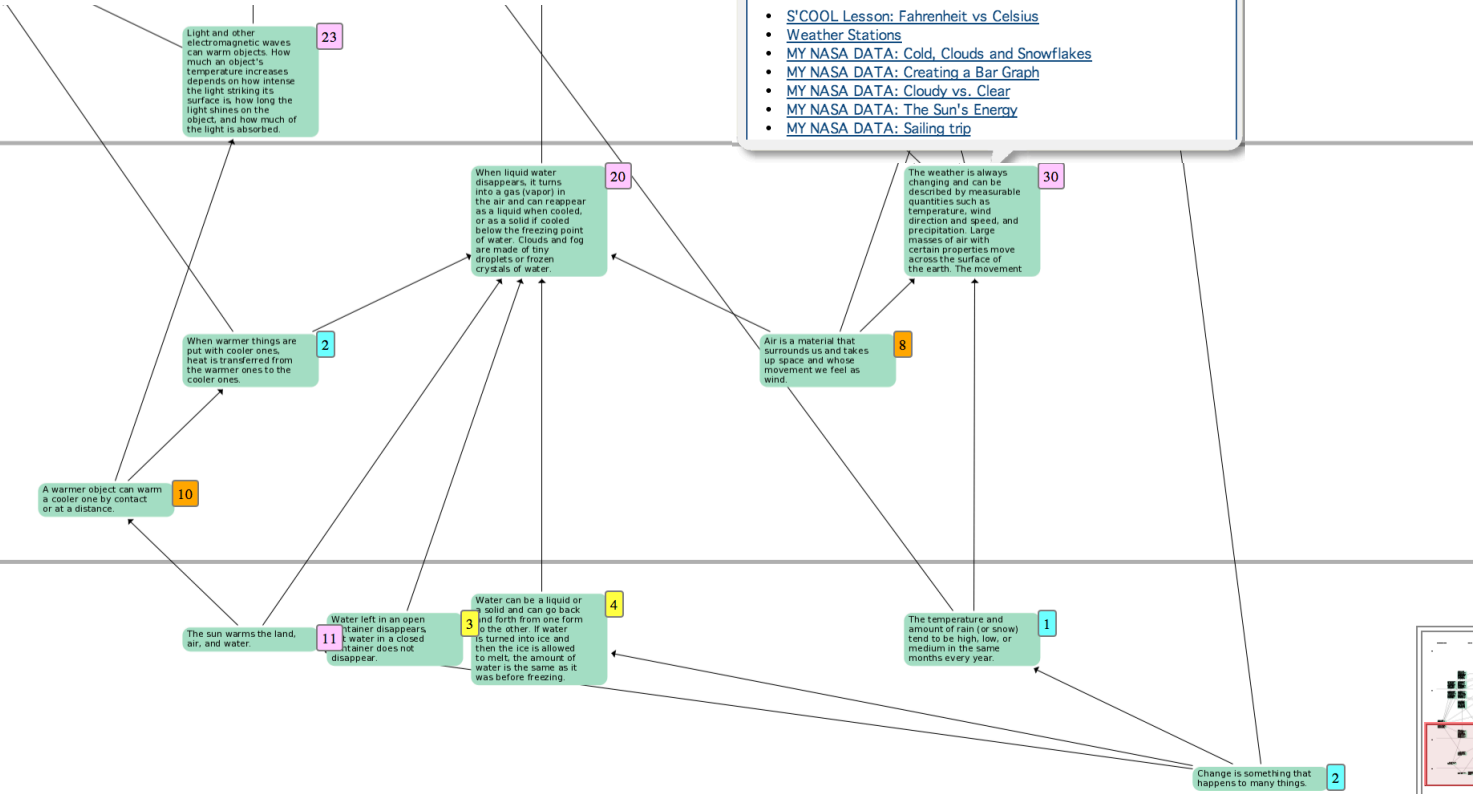 S'COOL Lesson: Fahrenheit vs Celsius
Weather Stations
MY NASA DATA: Cold, Clouds and Snowflakes
MY NASA DATA: Creating a Bar Graph
MY NASA DATA: Cloudy vs. Clear
MY NASA DATA: The Sun's Energy
MY NASA DATA: Sailing trip
Light and other
electromagnetic waves
can warm objects. How
much an object's
temperature increases
depends on how intense
the light striking its
surface is, how long the
light shines on the
object, and how much of
the light is absorbed.
23
When liquid water
disappears, it turns
into a gas (vapor) in
the air and can reappear
as a liquid when cooled,
or as a solid if cooled
below the freezing point
of water. Clouds and fog
are made of tiny
droplets or frozen
crystals of water.
20
The weather is always
changing and can be
described by measurable
quantities such as
temperature, wind
direction and speed, and
precipitation. Large
masses of air with
certain properties move
across the surface of
the earth. The movement
30
When warmer things are
put with cooler ones,
heat is transferred from
the warmer ones to the
cooler ones.
2
Air is a material that
surrounds us and takes
up space and whose
movement we feel as
wind.
8
A warmer object can warm
a cooler one by contact
or at a distance.
10
The sun warms the land,
air, and water.
11
Water left in an open
ntainer disappears,
t water in a closed
ntainer does not
disappear.
3
Water can be a liquid or
solid and can go back
nd forth from one form
o the other. If water
is turned into ice and
then the ice is allowed
to melt, the amount of
water is the same as it
was before freezing.
4
The temperature and
amount of rain (or snow)
tend to be high, low, or
medium in the same
months every year.
1
Change is something that
happens to many things.
2